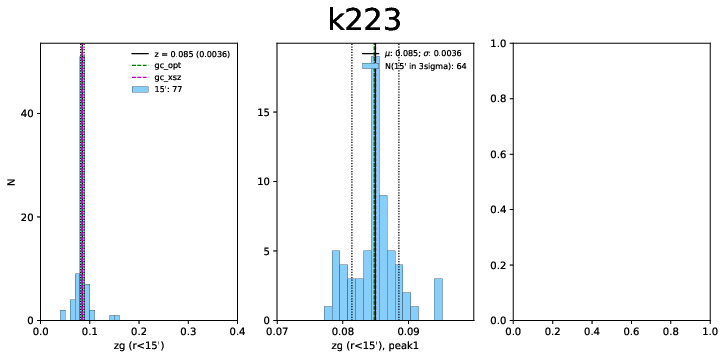 k223
z = 0.085 (0.0036)
gc_opt
gc_xsz
15': 77
N
40
20
0
0.0 0.1 0.2 0.3 0.4
zg (r<15')
μ: 0.085; σ: 0.0036
N(15' in 3sigma): 64
15
10
5
0
0.07 0.08 0.09
zg (r<15'), peak1
1.0
0.8
0.6
0.4
0.2
0.0
0.0 0.2 0.4 0.6 0.8 1.0